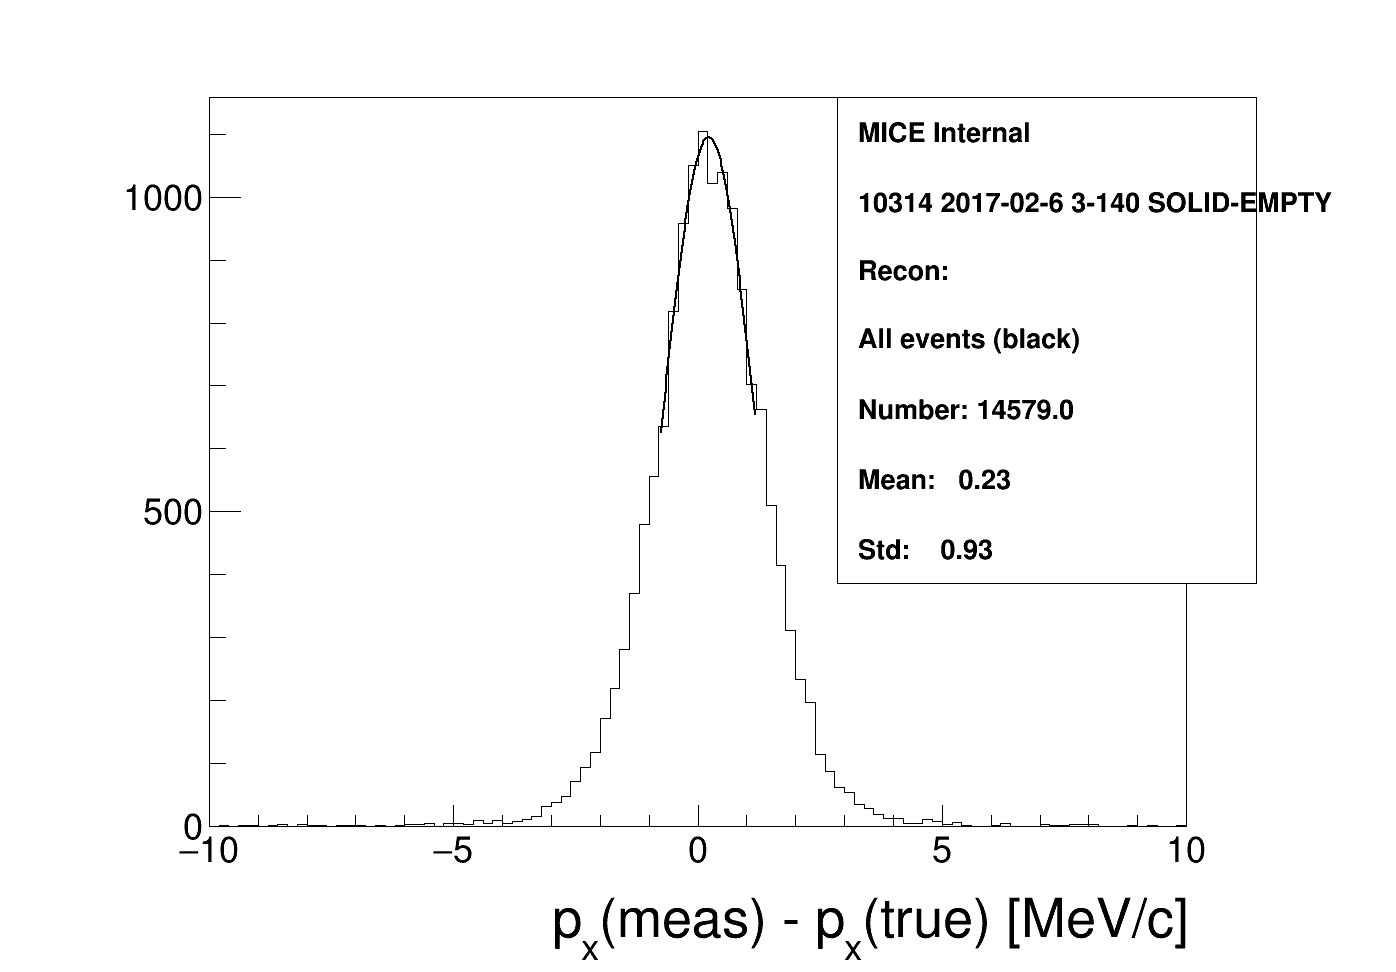 MICE Internal
10314 2017-02-6 3-140 SOLID-EMPTY
Recon:
All events (black)
Number: 14579.0
Mean: 0.23
Std: 0.93
1000
500
0
−10 −5 0 5 10
px(meas) - px(true) [MeV/c]